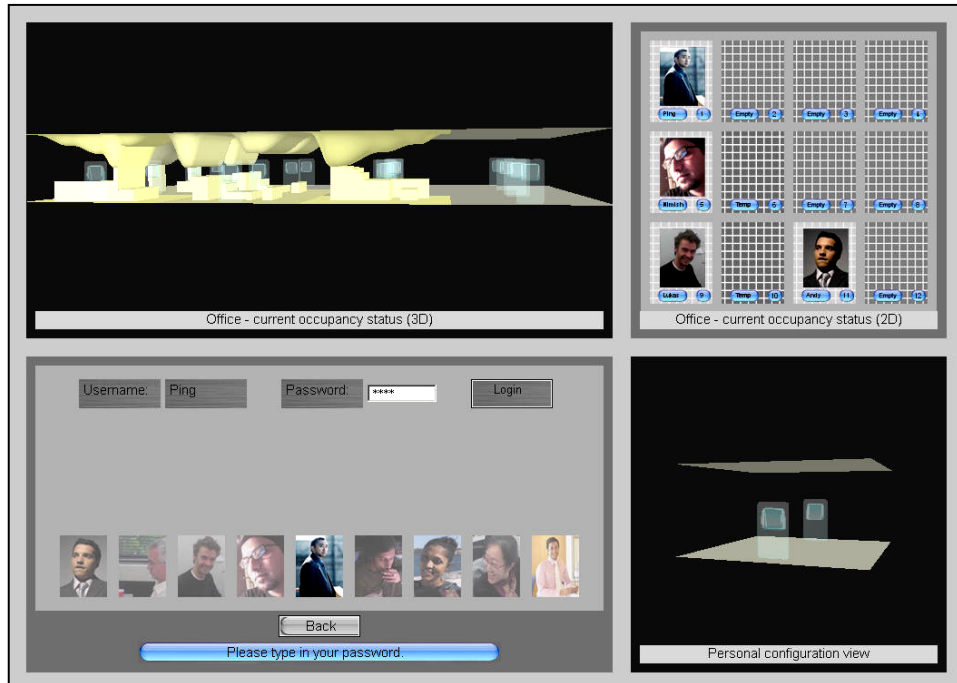 Ping 1 Empty 2 Empty 3 Empty 4
Nimish 5 Temp 6 Empty 7 Empty 8
Lukas 9 Temp 10 Andy 11 Empty 12
Office - current occupancy status (3D)
Office - current occupancy status (2D)
Username: Ping Password: **** Login
Back
Please type in your password.
Personal configuration view